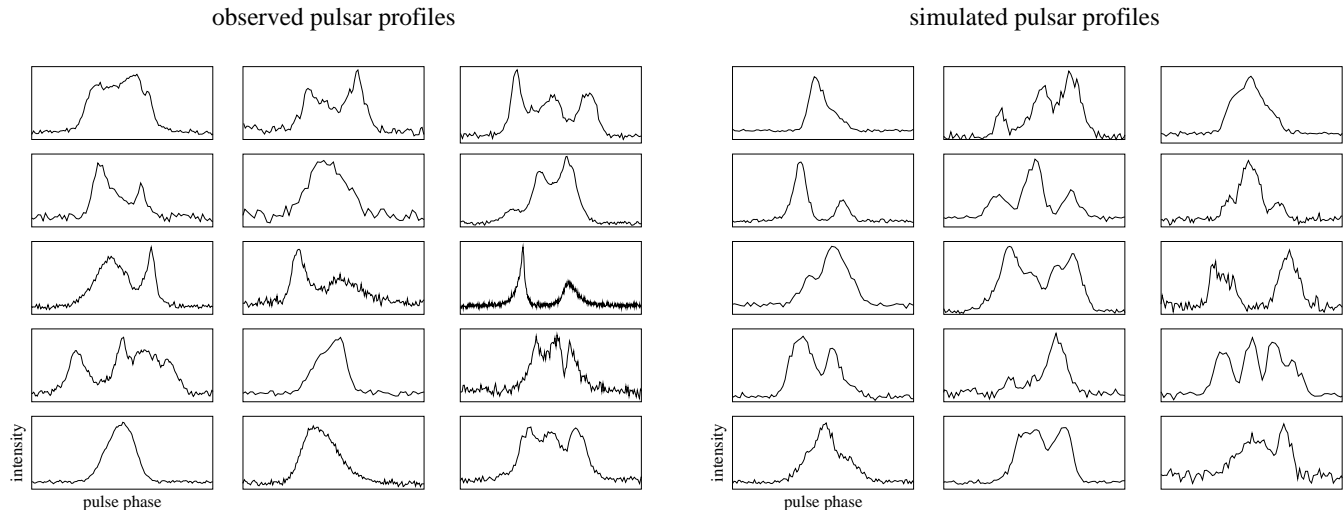 observed pulsar profiles
simulated pulsar profiles
intensity
pulse phase
intensity
pulse phase